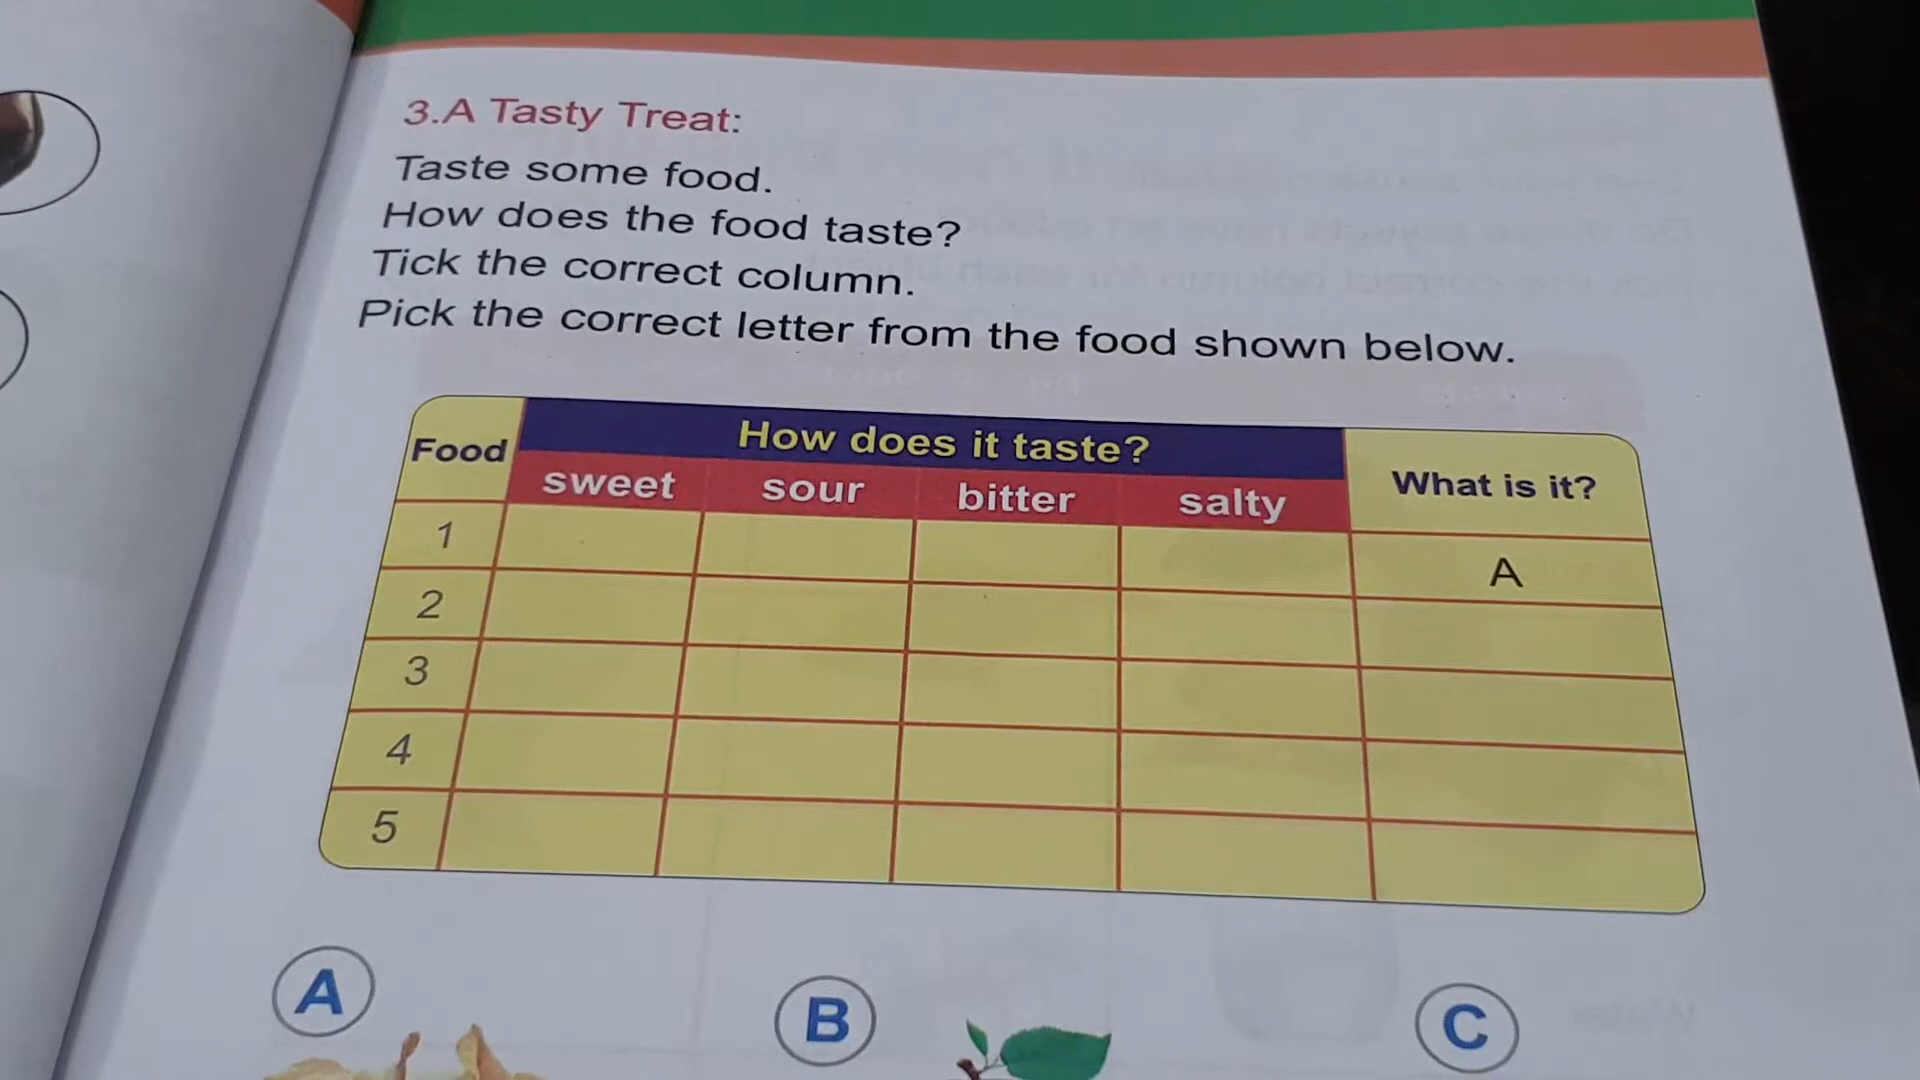 3.A Tasty Treat:
Taste some food.
How does the food taste?
Tick the correct column.
Pick the correct letter from the food shown below.
Food
How does it taste?
What is it?
sweet sour bitter salty
1 A
2
3
4
5
A B C